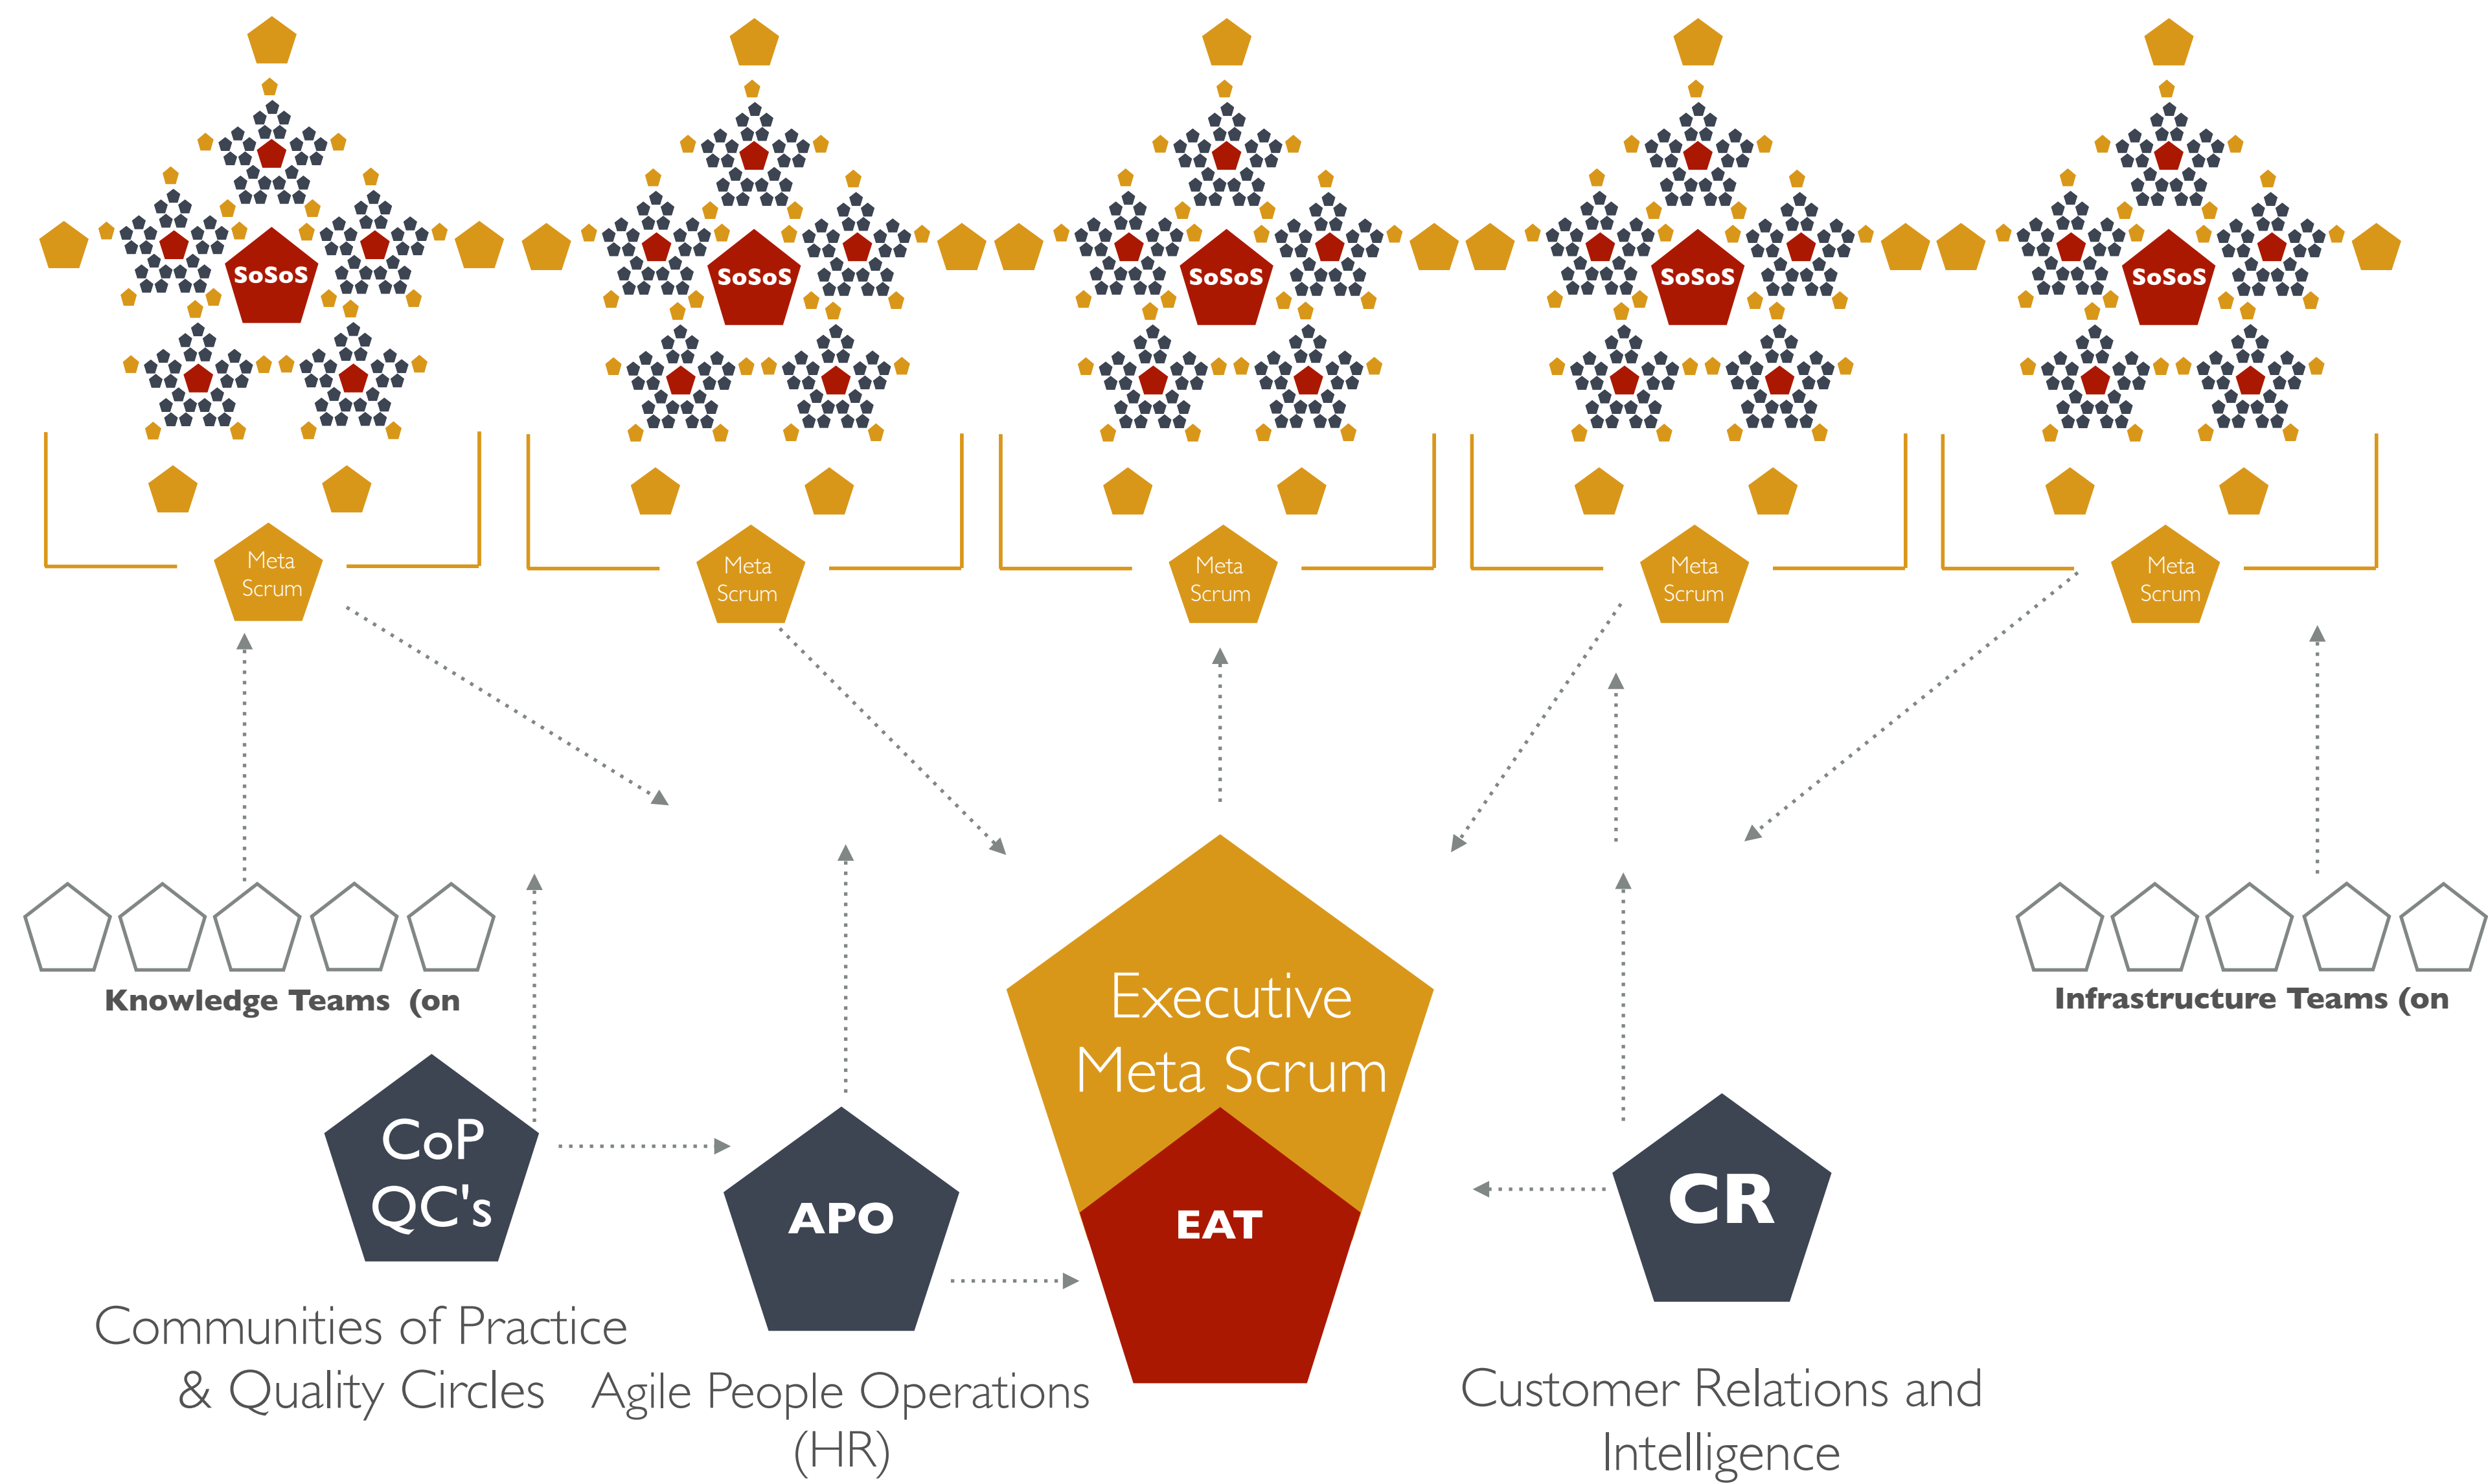 SoSoS
SoSoS
SoSoS
SoSoS
SoSoS
Meta
Scrum
Meta
Scrum
Meta
Scrum
Meta
Scrum
Meta
Scrum
Knowledge Teams (on
Infrastructure Teams (on
Executive
Meta Scrum
CoP
QC's
APO
EAT
CR
Communities of Practice
& Quality Circles
Agile People Operations
(HR)
Customer Relations and
Intelligence